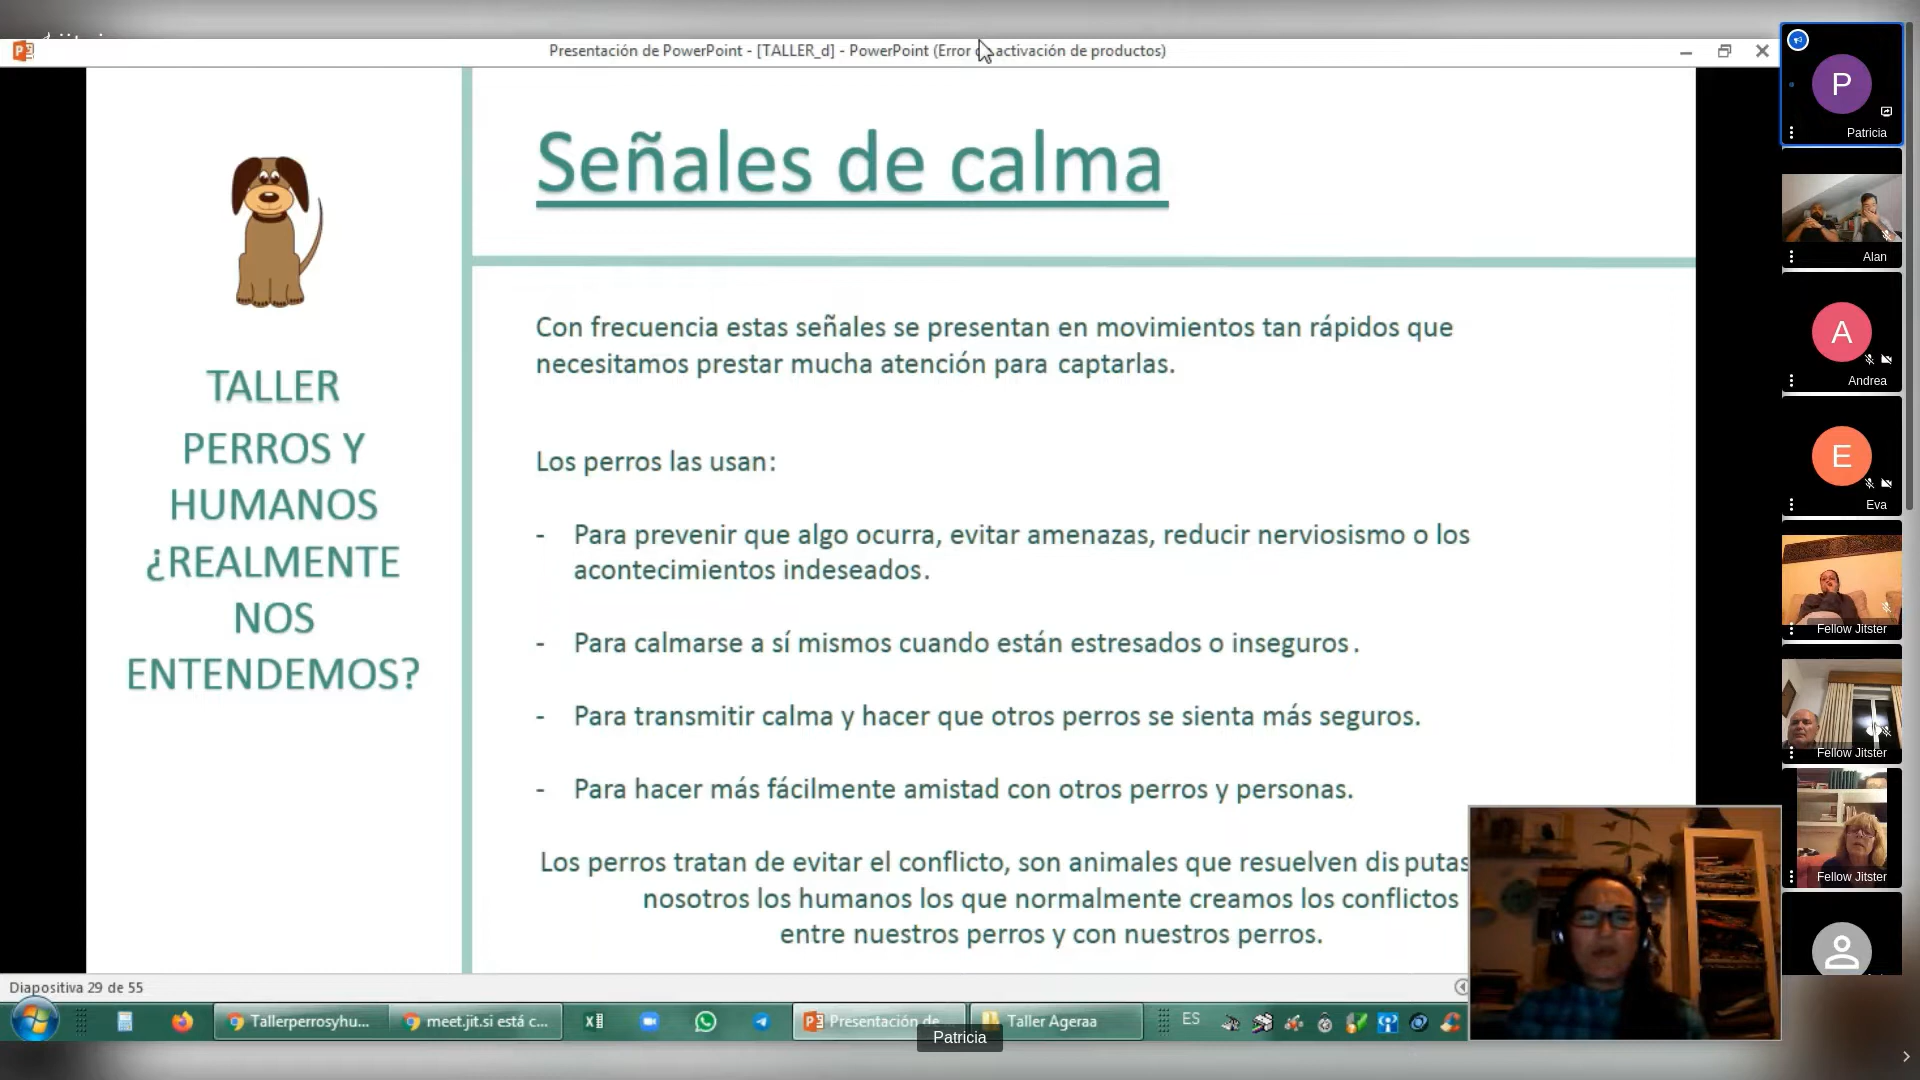 Presentación de PowerPoint - [TALLER_d] - PowerPoint (Error activación de productos)
TALLER
PERROS Y
HUMANOS
¿REALMENTE
NOS
ENTENDEMOS?
Señales de calma
Con frecuencia estas señales se presentan en movimientos tan rápidos que
necesitamos prestar mucha atención para captarlas.
Los perros las usan:
- Para prevenir que algo ocurra, evitar amenazas, reducir nerviosismo o los
acontecimientos indeseados.
- Para calmarse a sí mismos cuando están estresados o inseguros.
- Para transmitir calma y hacer que otros perros se sienta más seguros.
- Para hacer más fácilmente amistad con otros perros y personas.
Los perros tratan de evitar el conflicto, son animales que resuelven disputas
nosotros los humanos los que normalmente creamos los conflictos
entre nuestros perros y con nuestros perros.
P
Patricia
Alan
A
Andrea
E
Eva
Fellow Jitster
Fellow Jitster
Fellow Jitster
Diapositiva 29 de 55
Tallerperrosyhu...
meet.jit.si está c...
Presentación de
Taller Ageraa
ES
Patricia